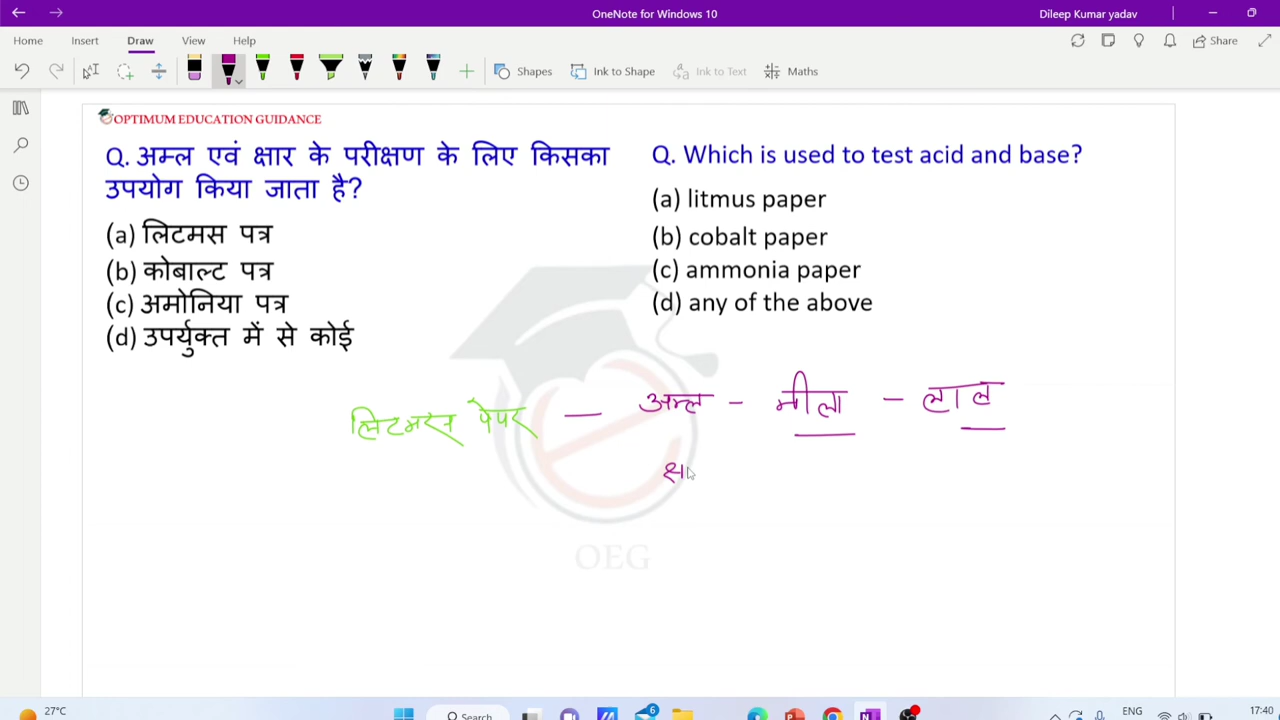 OneNote for Windows 10
Dileep Kumar yadav
Home Insert Draw View Help
Share
Shapes Ink to Shape Ink to Text Maths
OPTIMUM EDUCATION GUIDANCE
Q. अम्ल एवं क्षार के परीक्षण के लिए किसका
उपयोग किया जाता है?
(a) लिटमस पत्र
(b) कोबाल्ट पत्र
(c) अमोनिया पत्र
(d) उपर्युक्त में से कोई
Q. Which is used to test acid and base?
(a) litmus paper
(b) cobalt paper
(c) ammonia paper
(d) any of the above
लिटमस पेपर — अम्ल - नीला - लाल
क्षा
OEG
27°C
Search
6
ENG
17:40